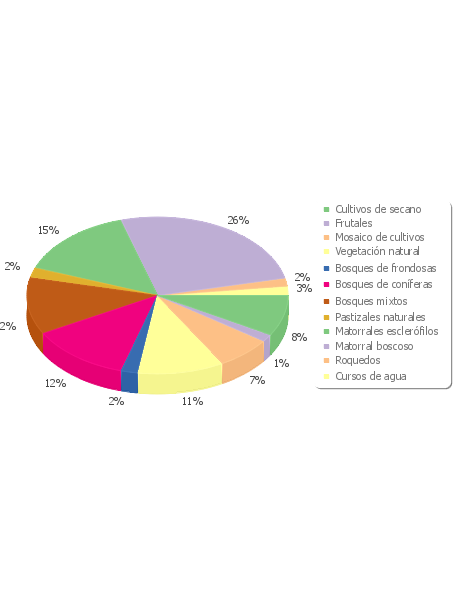 26%
15%
2%
2%
12%
2%
11%
7%
1%
8%
3%
2%
Cultivos de secano
Frutales
Mosaico de cultivos
Vegetación natural
Bosques de frondosas
Bosques de coníferas
Bosques mixtos
Pastizales naturales
Matorrales esclerófilos
Matorral boscoso
Roquedos
Cursos de agua